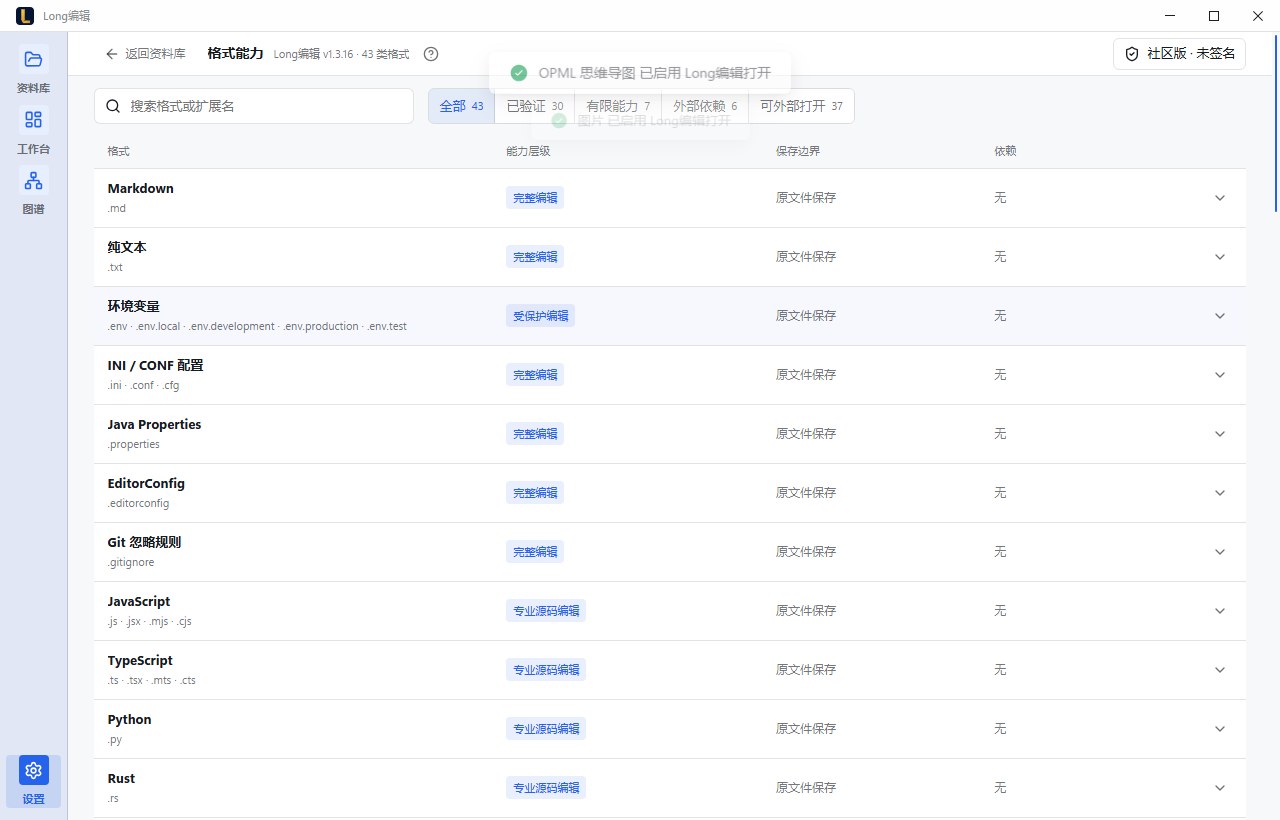 Long编辑
返回资料库 格式能力 Long编辑 v1.3.16 · 43 类格式
社区版 · 未签名
OPML 思维导图 已启用 Long编辑打开
图片 已启用 Long编辑打开
资料库
工作台
图谱
设置
搜索格式或扩展名
全部 43 已验证 30 有限能力 7 外部依赖 6 可外部打开 37
格式 能力层级 保存边界 依赖
Markdown
.md
完整编辑 原文件保存 无
纯文本
.txt
完整编辑 原文件保存 无
环境变量
.env · .env.local · .env.development · .env.production · .env.test
受保护编辑 原文件保存 无
INI / CONF 配置
.ini · .conf · .cfg
完整编辑 原文件保存 无
Java Properties
.properties
完整编辑 原文件保存 无
EditorConfig
.editorconfig
完整编辑 原文件保存 无
Git 忽略规则
.gitignore
完整编辑 原文件保存 无
JavaScript
.js · .jsx · .mjs · .cjs
专业源码编辑 原文件保存 无
TypeScript
.ts · .tsx · .mts · .cts
专业源码编辑 原文件保存 无
Python
.py
专业源码编辑 原文件保存 无
Rust
.rs
专业源码编辑 原文件保存 无